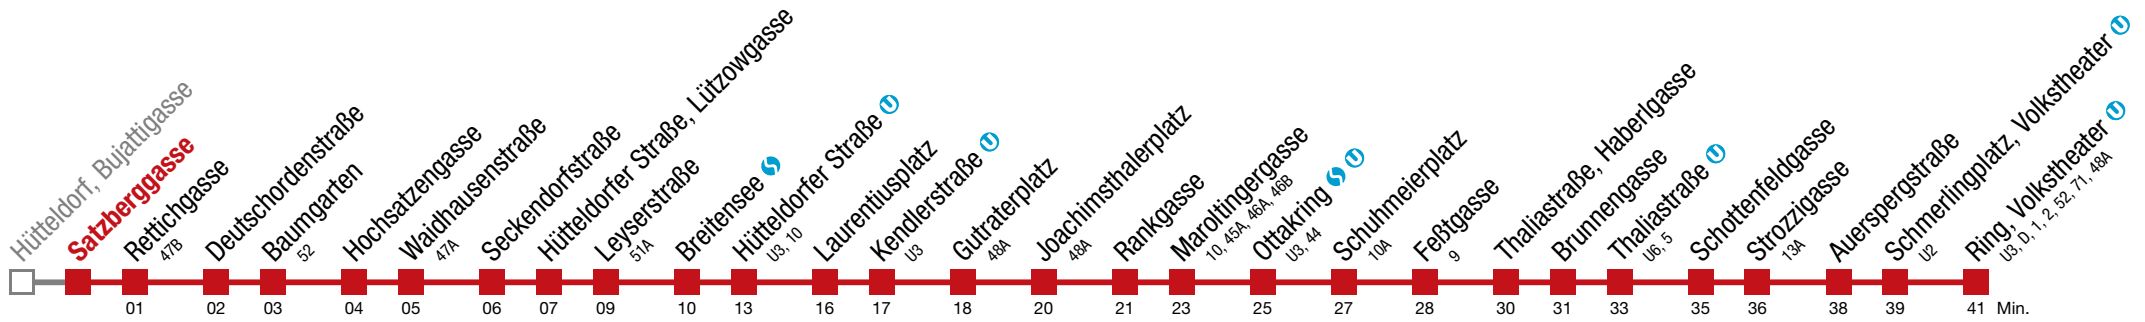 Hütteldorf, Bujattigasse
Satzberggasse
Rettichgasse
47B
Deutschordenstraße
Baumgarten
52
Hochsatzengasse
Waidhausenstraße
47A
Seckendorfstraße
Hütteldorfer Straße, Lützowgasse
Leyserstraße
51A
Breitensee
Hütteldorfer Straße
U3, 10
Laurentiusplatz
Kendlerstraße
U3
Gutraterplatz
48A
Joachimsthalerplatz
48A
Rankgasse
Maroltingergasse
10, 45A, 46A, 46B
Ottakring
U3, 44
Schuhmeierplatz
10A
Feßtgasse
9
Thaliastraße, Haberlgasse
Brunnengasse
Thaliastraße
U6, 5
Schottenfeldgasse
Strozzigasse
13A
Auerspergstraße
Schmerlingplatz, Volkstheater
U2
Ring, Volkstheater
U3, D, 1, 2, 52, 71, 48A
01 02 03 04 05 06 07 09 10 13 16 17 18 20 21 23 25 27 28 30 31 33 35 36 38 39 41 Min.